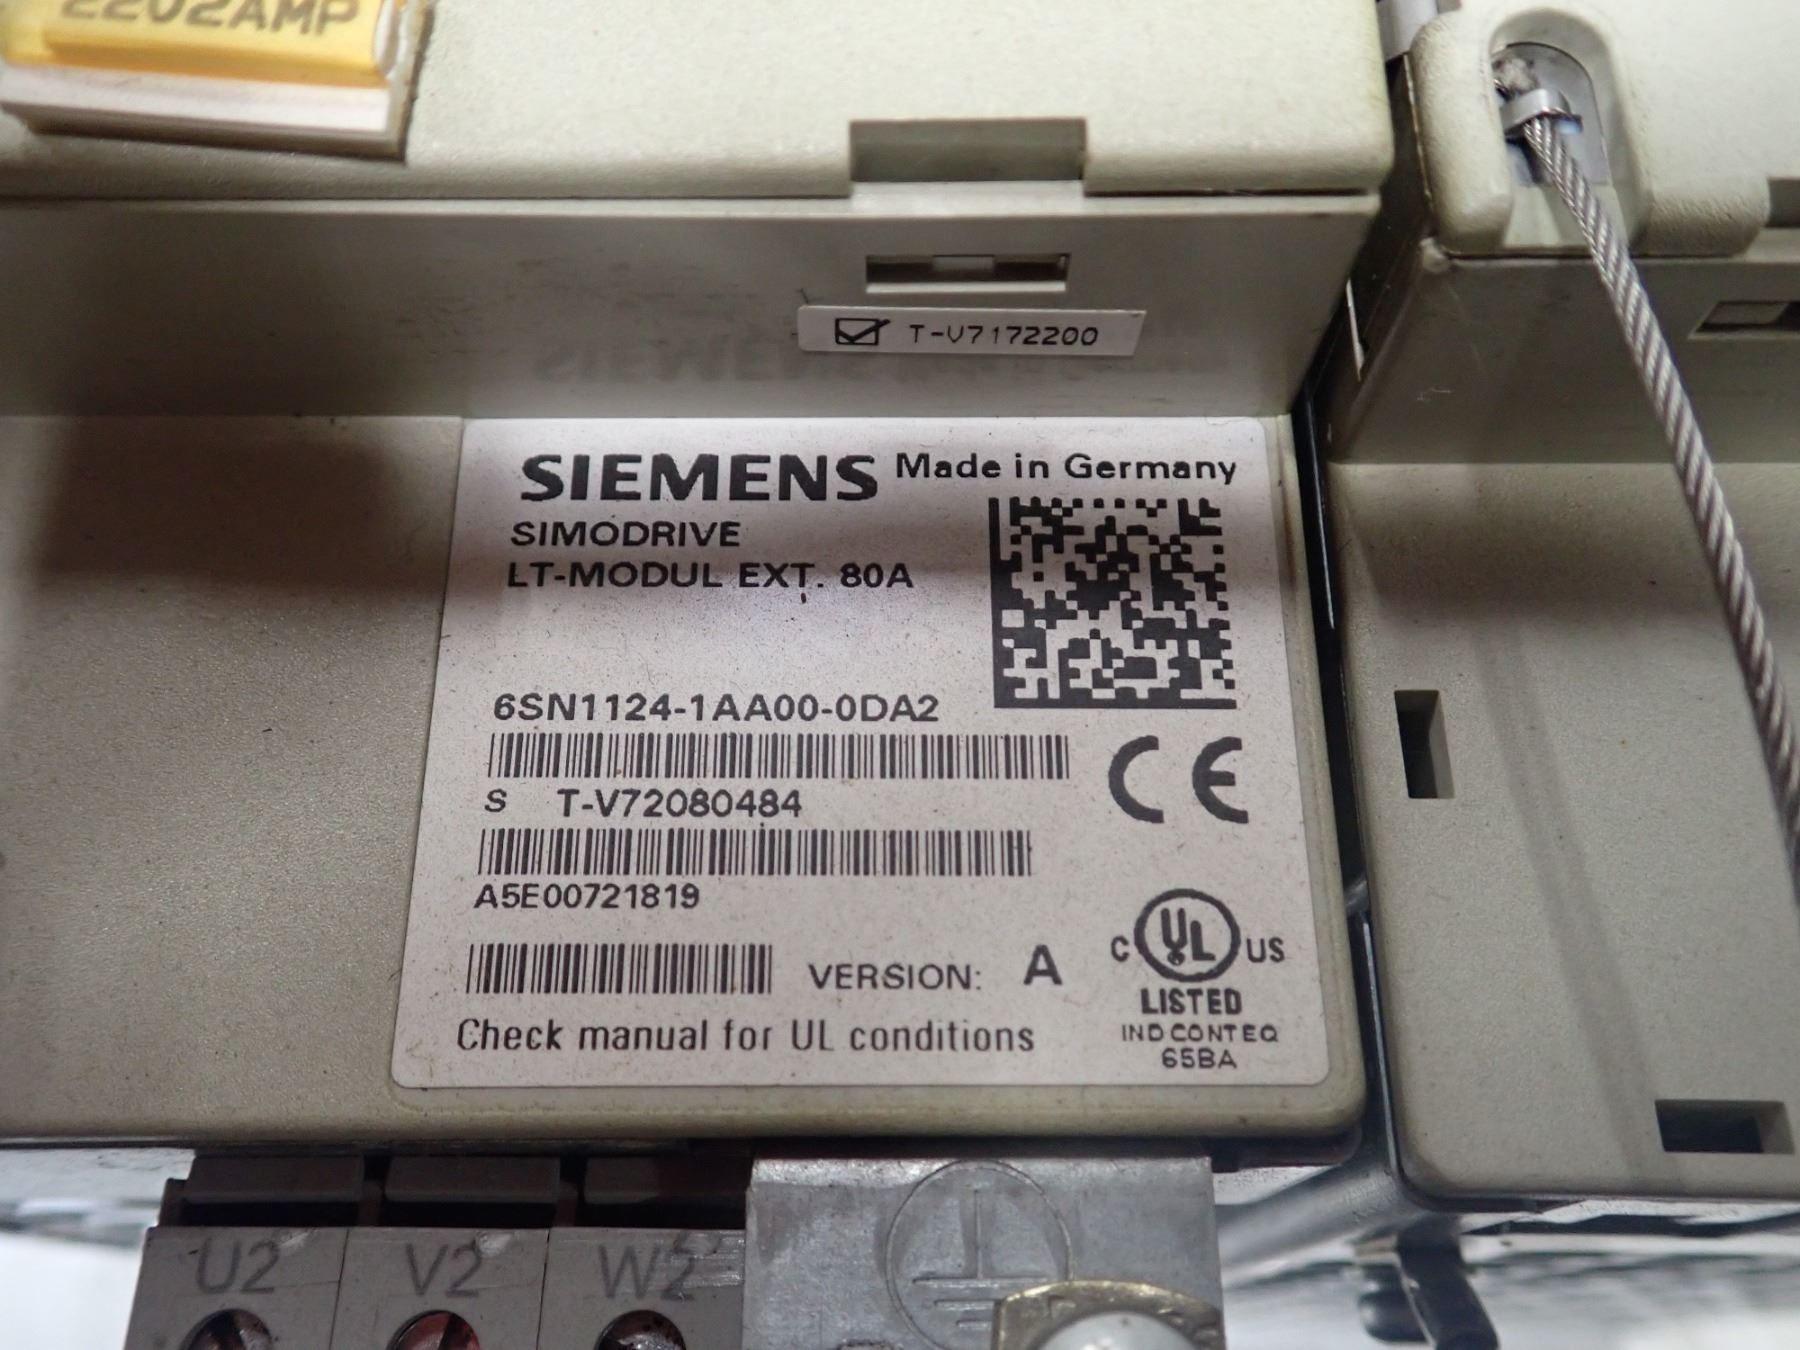 2202AMP
T-V7172200
SIEMENS Made in Germany
SIMODRIVE
LT-MODUL EXT. 80A
6SN1124-1AA00-0DA2
S T-V72080484
A5E00721819
VERSION: A
Check manual for UL conditions
CE
C UL US
LISTED
IND CONT EQ
65BA
U2 V2 W2